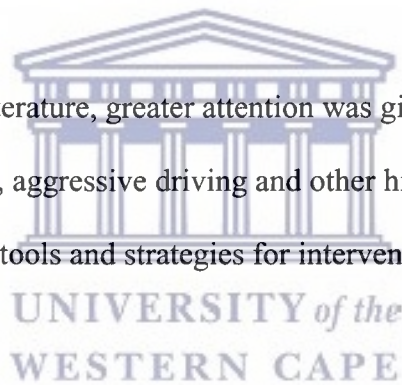 erature, greater attention was gi
, aggressive driving and other hi
tools and strategies for interven
UNIVERSITY of the
WESTERN CAPE